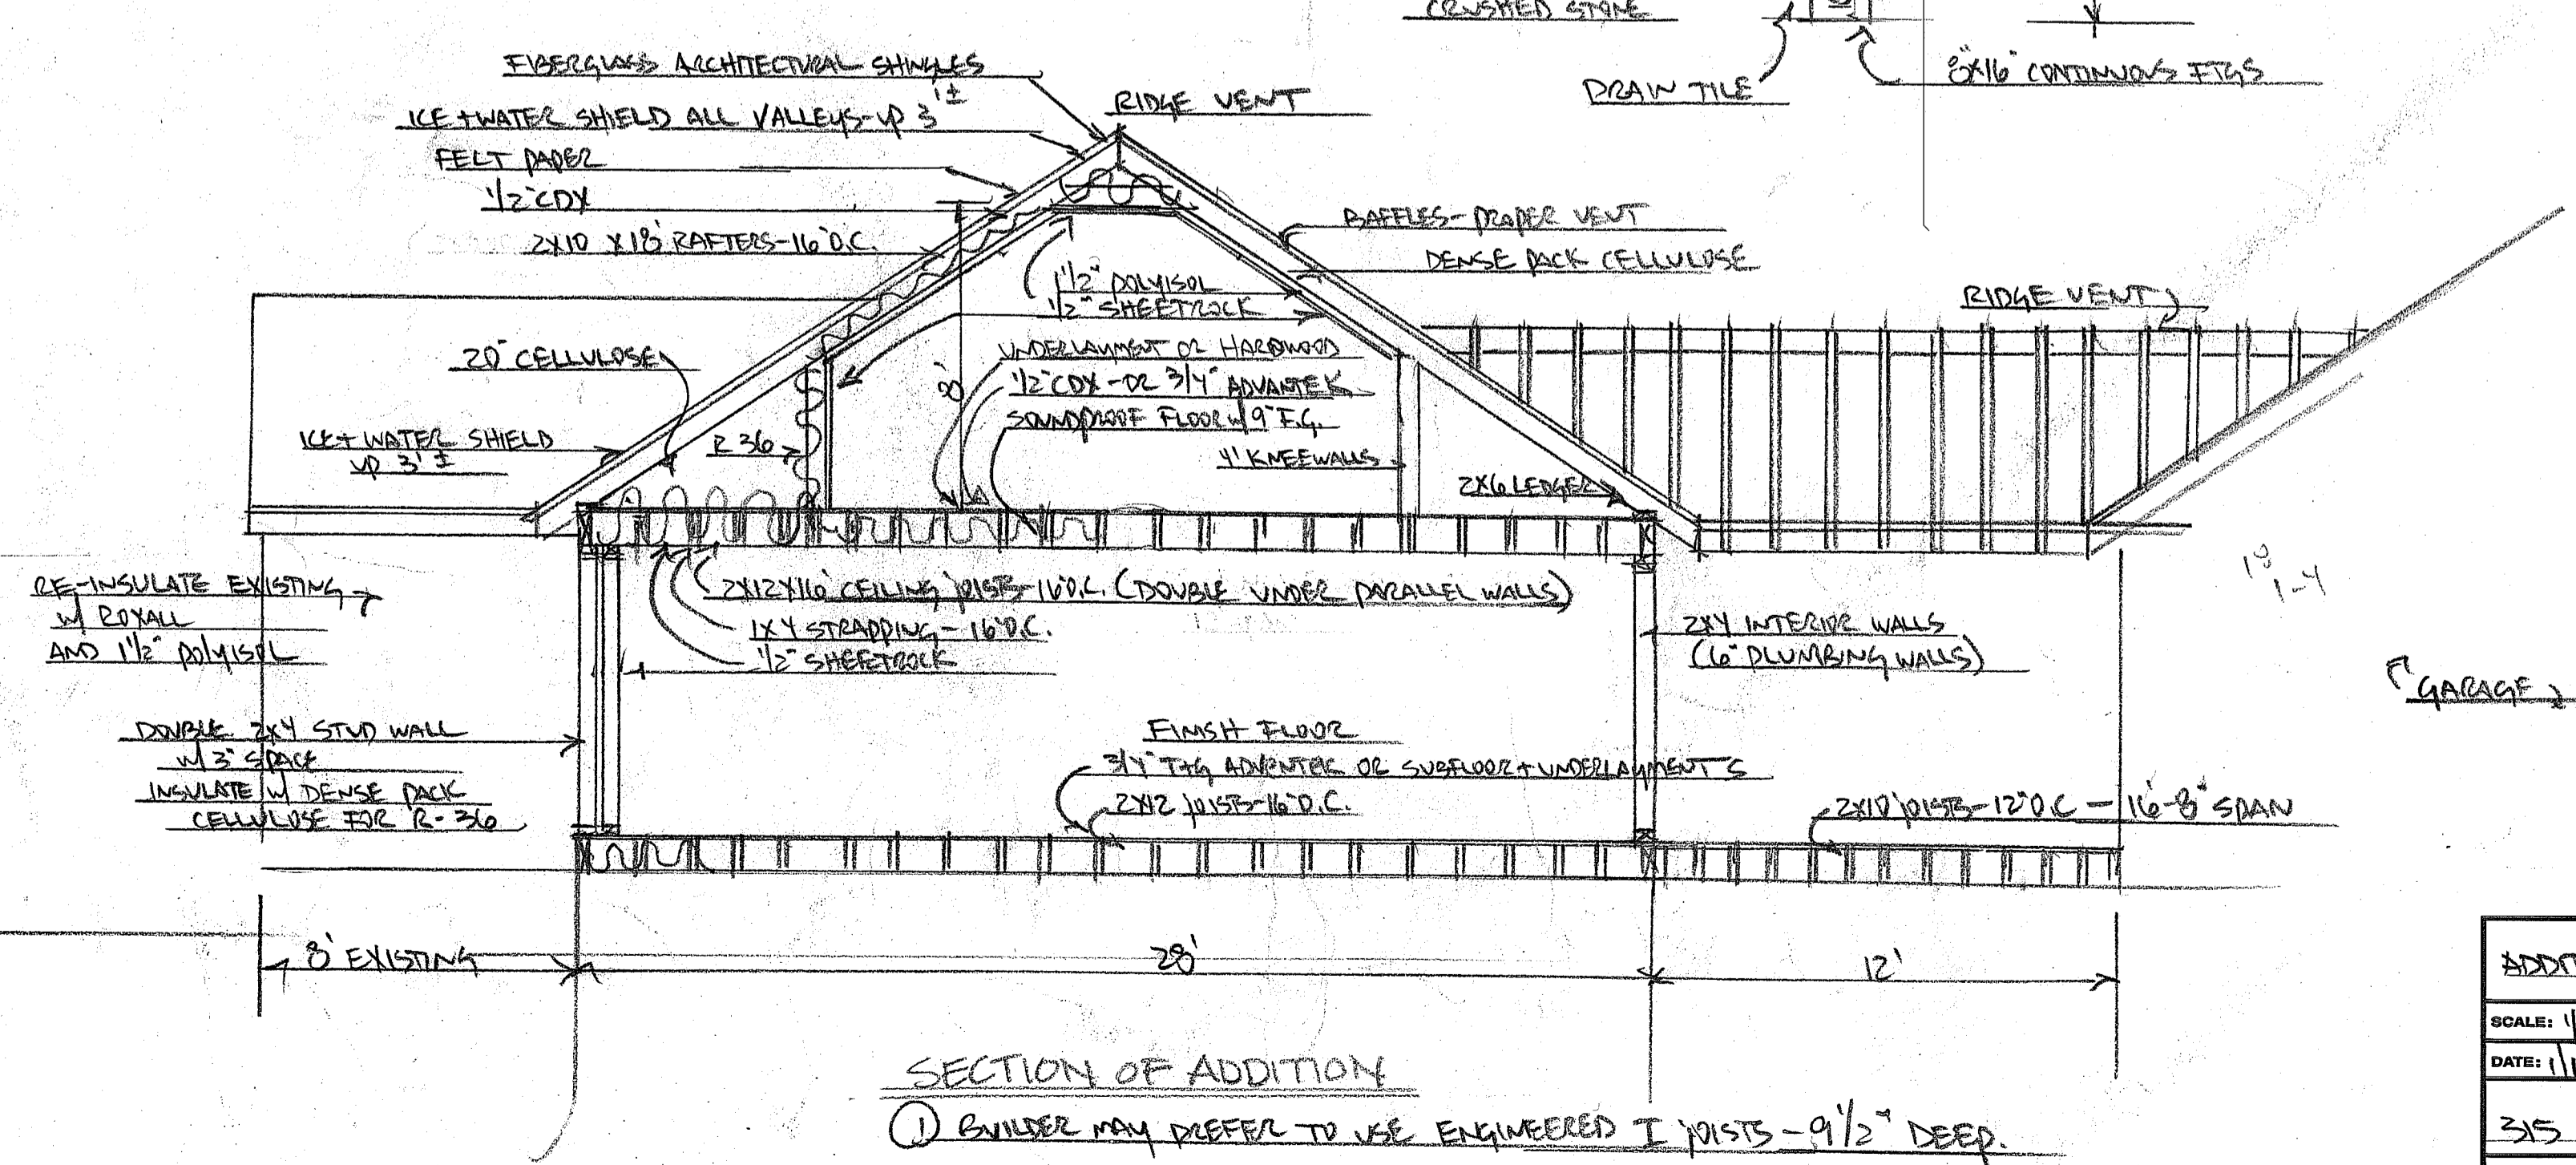 CRUSHED STONE
DRAIN TILE
8"X16" CONTINUOUS FTGS
FIBERGLASS ARCHITECTURAL SHINGLES
ICE + WATER SHIELD ALL VALLEYS - UP 3'±
FELT PAPER
1/2" CDX
2X10 X18' RAFTERS-16"O.C.
RIDGE VENT
BAFFLES - PROPER VENT
DENSE PACK CELLULOSE
RIDGE VENT
1 1/2" POLYISOL
1/2" SHEETROCK
20" CELLULOSE
8'
UNDERLAYMENT OR HARDWOOD
1/2" CDX - OR 3/4" ADVANTEK
SOUNDPROOF FLOOR W/ 9" F.G.
ICE + WATER SHIELD
UP 3' ±
R 36
4' KNEEWALLS
2X6 LEDGER
RE-INSULATE EXISTING
W/ ROXALL
AND 1 1/2" POLYISOL
2X12X16' CEILING JOISTS-16"O.C. (DOUBLE UNDER PARALLEL WALLS)
1X4 STRAPPING - 16"O.C.
1/2" SHEETROCK
2X4 INTERIOR WALLS
(6" PLUMBING WALLS)
1-4
GARAGE
DOUBLE 2X4 STUD WALL
W/ 3" SPACE
INSULATE W/ DENSE PACK
CELLULOSE FOR R-36
FINISH FLOOR
3/4" T+G ADVENTEK OR SUBFLOOR + UNDERLAYMENT S
2X12 JOISTS-16"O.C.
2X10 JOISTS-12"O.C - 16'-8" SPAN
8' EXISTING
28'
12'
SECTION OF ADDITION
① BUILDER MAY PREFER TO USE ENGINEERED I JOISTS - 9 1/2" DEEP.
SCALE:
DATE:
315